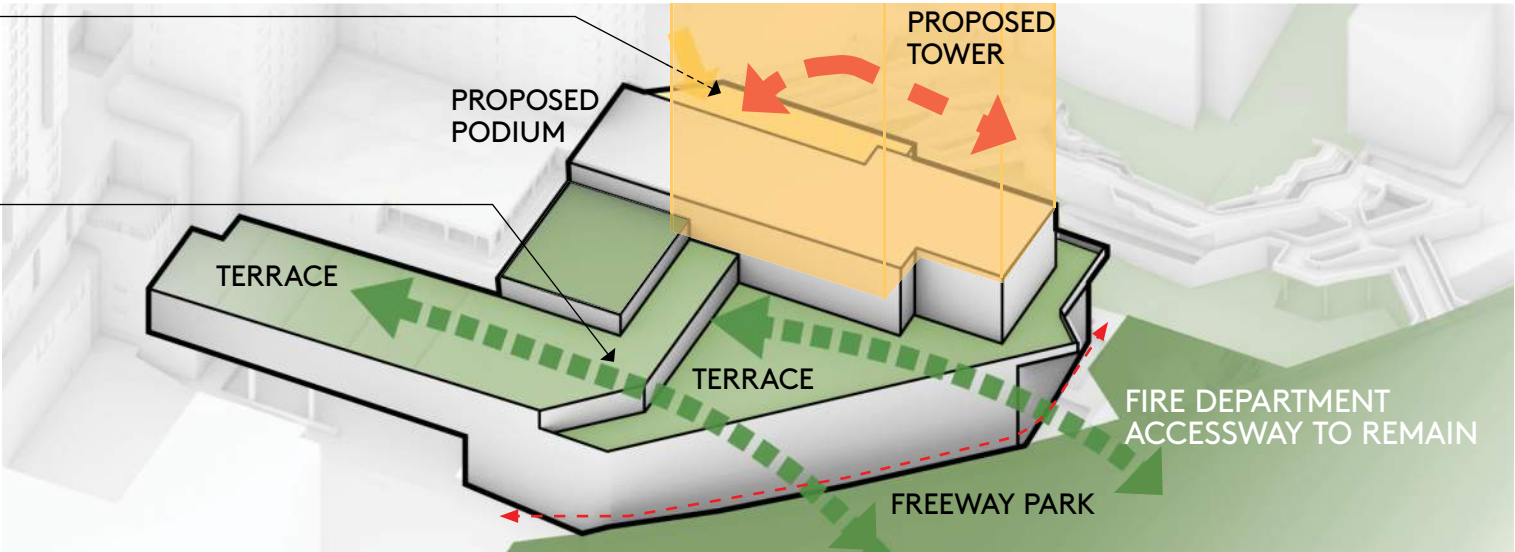 PROPOSED
TOWER
PROPOSED
PODIUM
TERRACE
TERRACE
FIRE DEPARTMENT
ACCESSWAY TO REMAIN
FREEWAY PARK